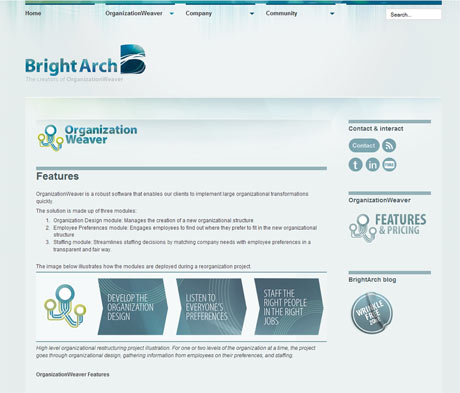 Home
OrganizationWeaver
Company
Community
Search...
Bright Arch
The creators of OrganizationWeaver
Organization
Weaver
Features
OrganizationWeaver is a robust software that enables our clients to implement large organizational transformations
quickly.
The solution is made up of three modules:
1. Organization Design module: Manages the creation of a new organizational structure
2. Employee Preferences module: Engages employees to find out where they prefer to fit in the new organizational
structure
3. Staffing module: Streamlines staffing decisions by matching company needs with employee preferences in a
transparent and fair way.
The image below illustrates how the modules are deployed during a reorganization project.
DEVELOP THE
ORGANIZATION
DESIGN
LISTEN TO
EVERYONE'S
PREFERENCES
STAFF THE
RIGHT PEOPLE
IN THE RIGHT
JOBS
High level organizational restructuring project illustration. For one or two levels of the organization at a time, the project
goes through organizational design, gathering information from employees on their preferences, and staffing.
OrganizationWeaver Features
Contact & interact
Contact
t
in
OrganizationWeaver
FEATURES
& PRICING
BrightArch blog
WRINKLE
FREE